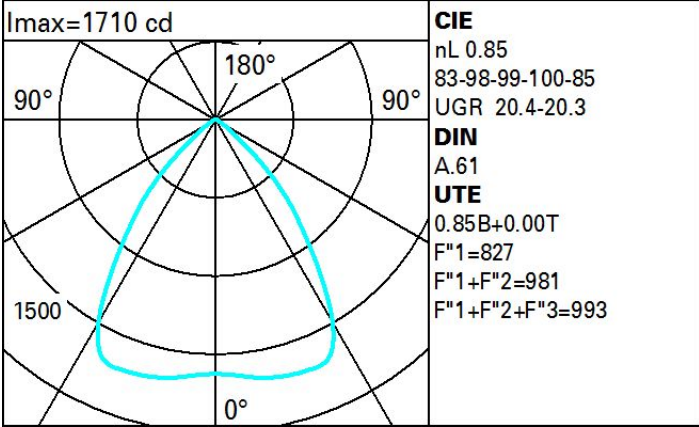 Imax=1710 cd
180°
90°
90°
1500
0°
CIE
nL 0.85
83-98-99-100-85
UGR 20.4-20.3
DIN
A.61
UTE
0.85B+0.00T
F"1=827
F"1+F"2=981
F"1+F"2+F"3=993